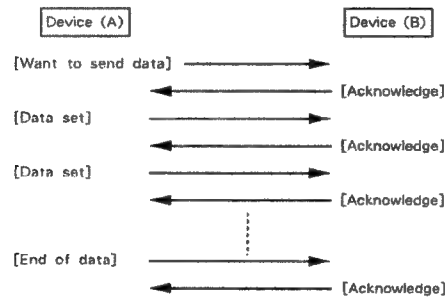 Device (A) Device (B)
[Want to send data]
[Acknowledge]
[Data set]
[Acknowledge]
[Data set]
[Acknowledge]
[End of data]
[Acknowledge]